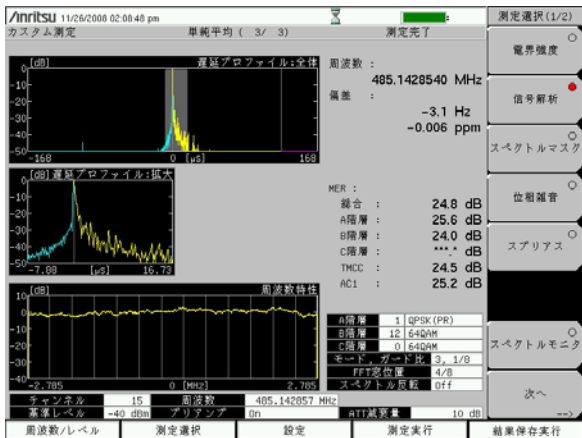 Anritsu 11/26/2008 02:08:48 pm
測定選択(1/2)
カスタム測定 単純平均 ( 3/ 3) 測定完了
[dB] 遅延プロファイル:全体
0
-10
-20
-30
-40
-50
-168 0 [μS] 168
周波数 :
485.1428540 MHz
偏差 :
-3.1 Hz
-0.006 ppm
[dB] 遅延プロファイル:拡大
0
-10
-20
-30
-40
-50
-7.08 [μs] 16.73
MER :
総合 : 24.8 dB
A階層 : 25.6 dB
B階層 : 24.0 dB
C階層 : ***.* dB
TMCC : 24.5 dB
AC1 : 25.2 dB
[dB] 周波数特性
10
0
-10
-20
-30
-40
-2.785 0 [MHz] 2.785
A階層 1 QPSK(PR)
B階層 12 64QAM
C階層 0 64QAM
モード, ガード比 3, 1/8
FFT窓位置 4/8
スペクトル反転 Off
チャンネル 15 周波数 485.142857 MHz
基準レベル -40 dBm プリアンプ On ATT減衰量 10 dB
電界強度
信号解析
スペクトルマスク
位相雑音
スプリアス
スペクトルモニタ
次へ
-->
周波数/レベル 測定選択 設定 測定実行 結果保存実行